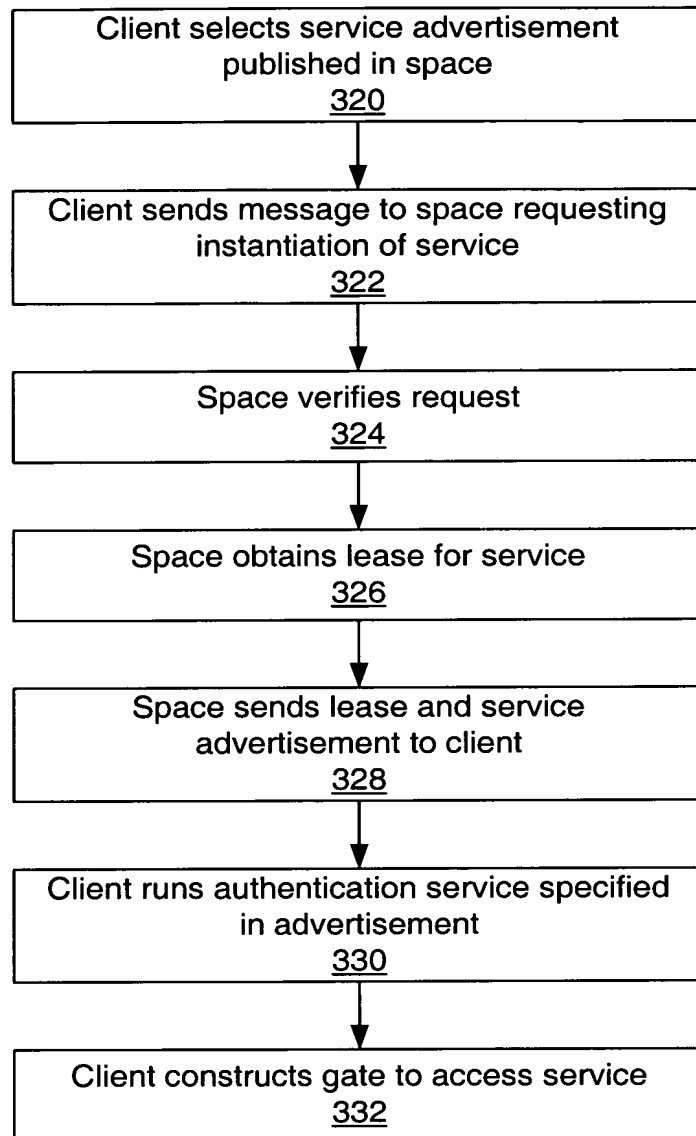 Client selects service advertisement
published in space
320
Client sends message to space requesting
instantiation of service
322
Space verifies request
324
Space obtains lease for service
326
Space sends lease and service
advertisement to client
328
Client runs authentication service specified
in advertisement
330
Client constructs gate to access service
332